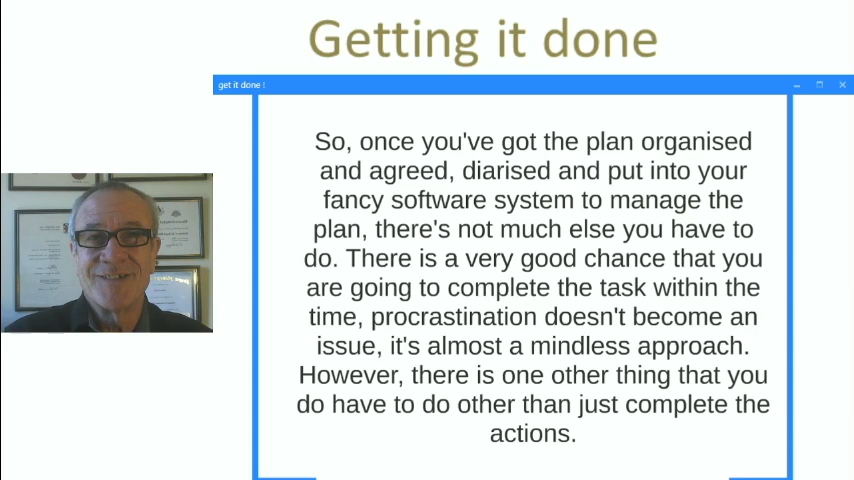 Getting it done
get it done !
So, once you've got the plan organised
and agreed, diarised and put into your
fancy software system to manage the
plan, there's not much else you have to
do. There is a very good chance that you
are going to complete the task within the
time, procrastination doesn't become an
issue, it's almost a mindless approach.
However, there is one other thing that you
do have to do other than just complete the
actions.